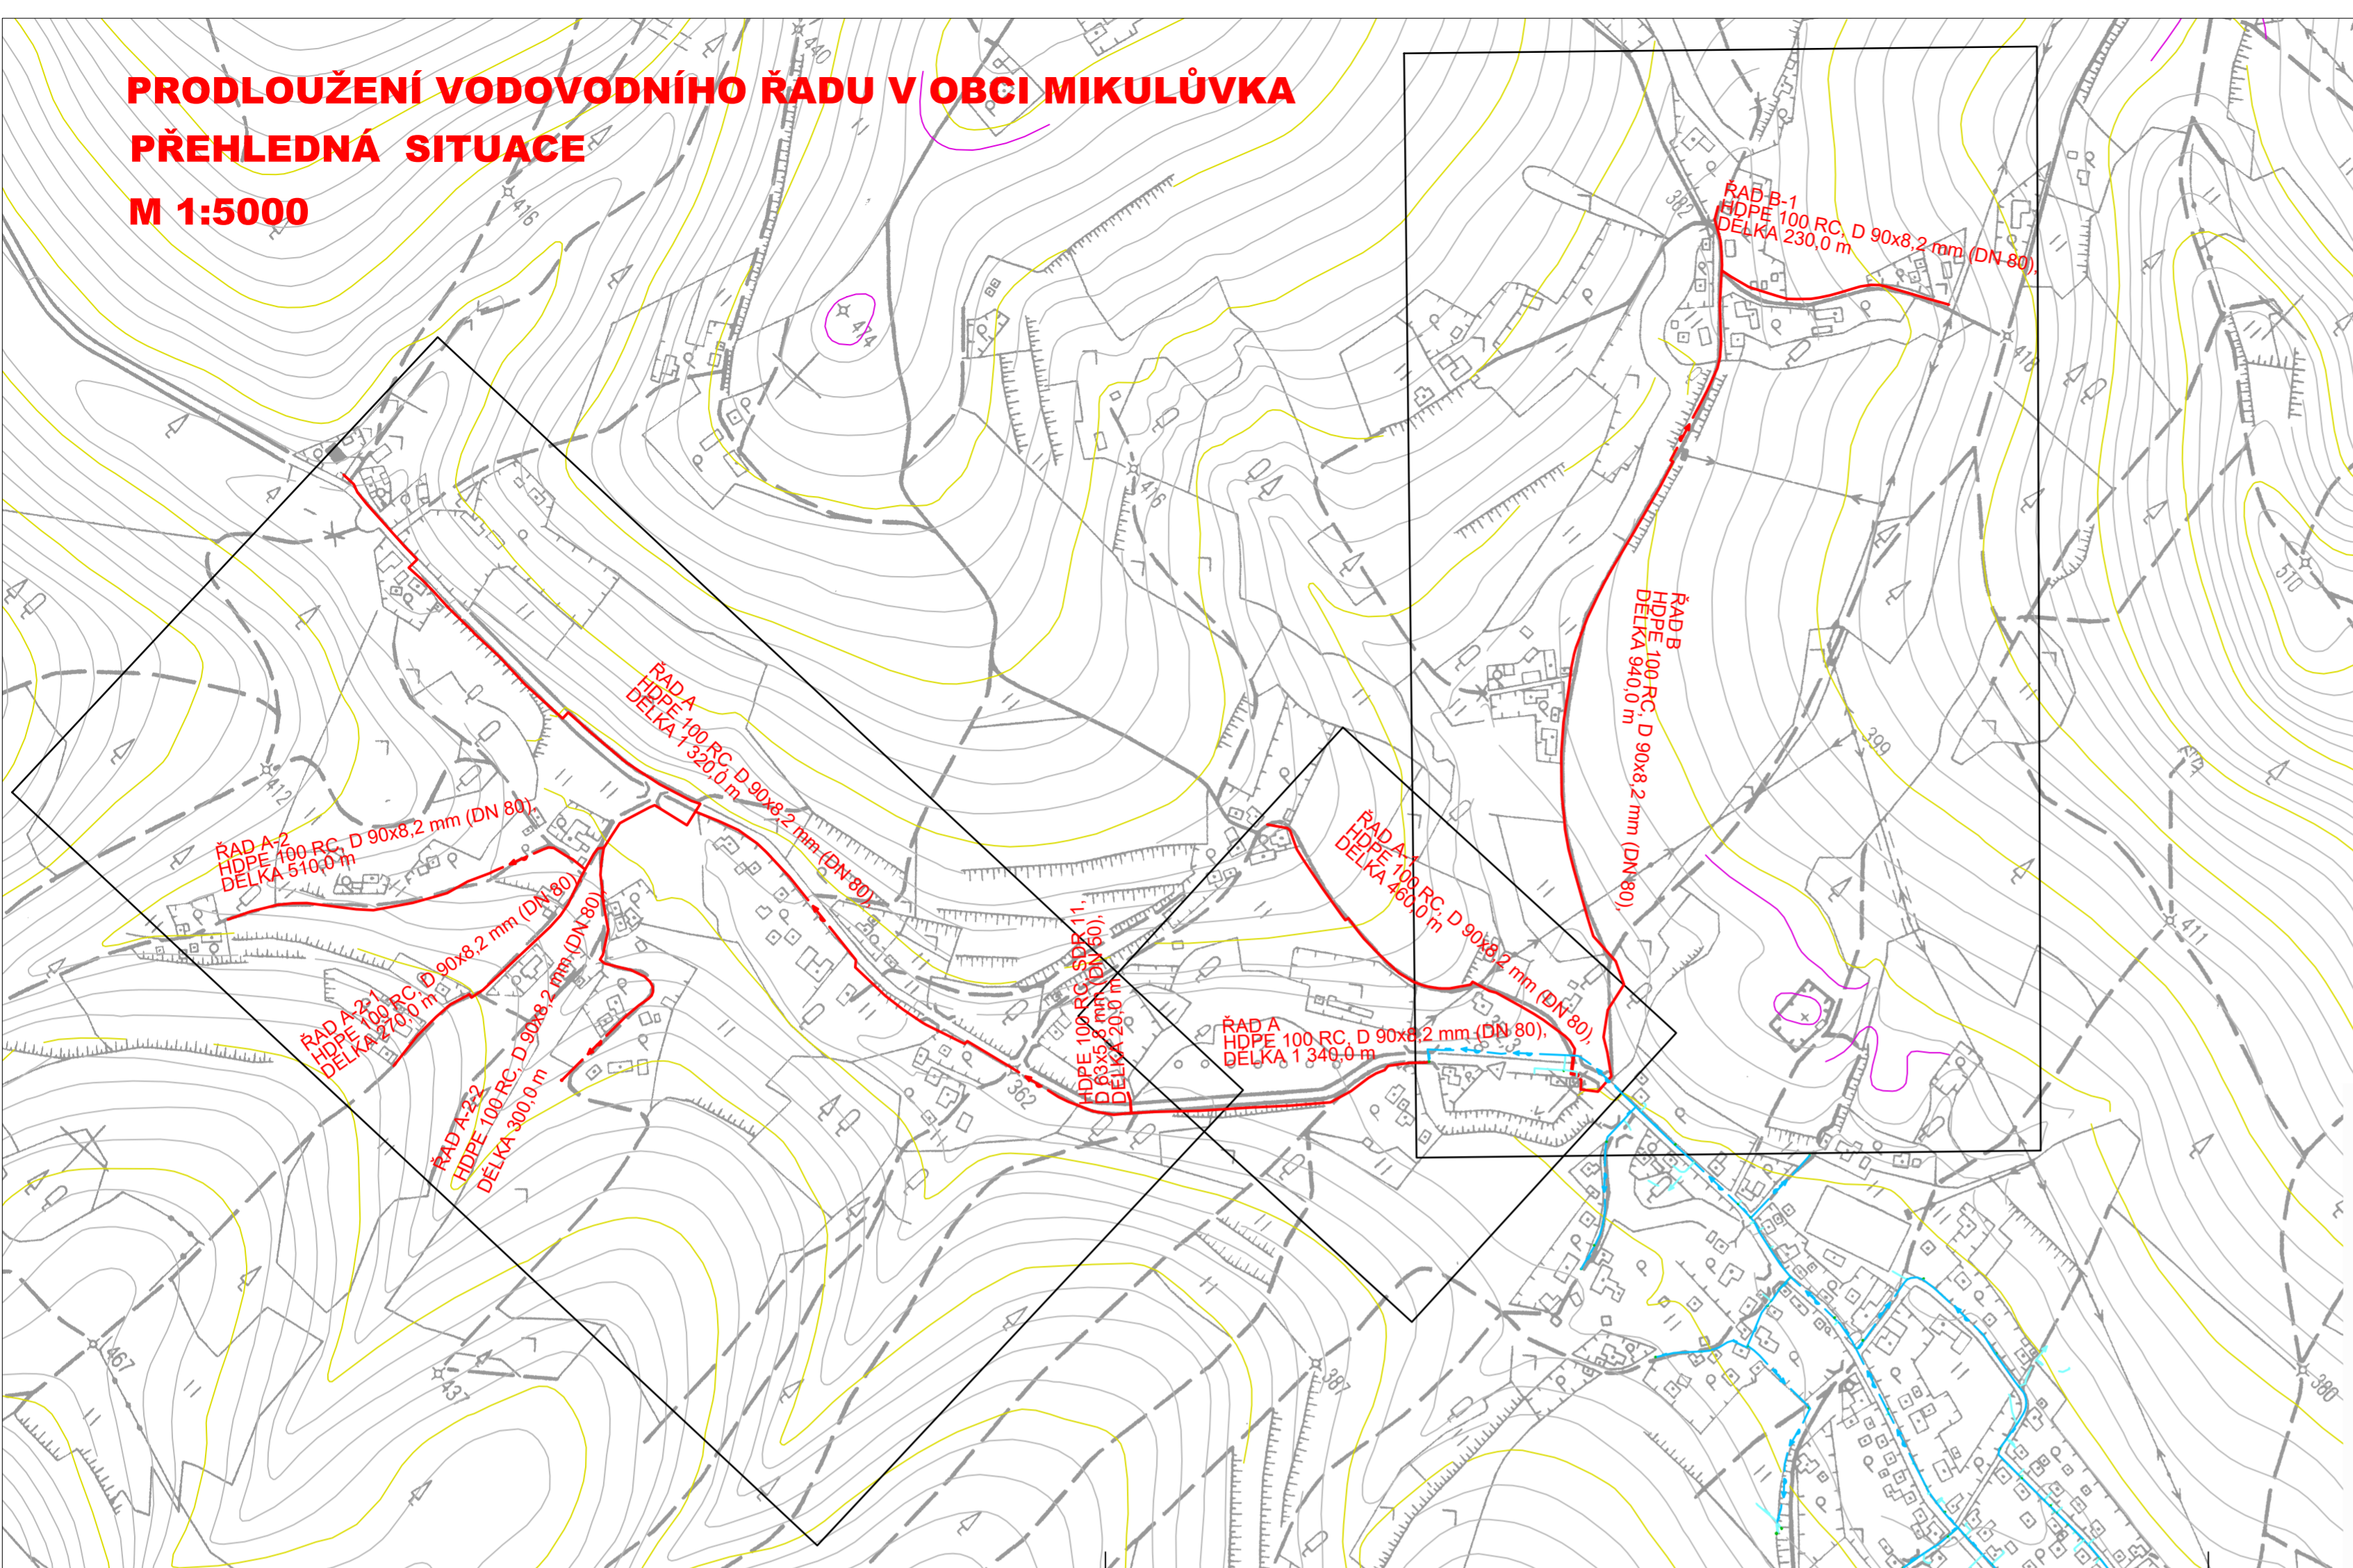 PRODLOUŽENÍ VODOVODNÍHO ŘADU V OBCI MIKULŮVKA
PŘEHLEDNÁ SITUACE
M 1:5000
440
416
474
416
382
ŘAD B-1
HDPE 100 RC, D 90x8,2 mm (DN 80),
DÉLKA 230,0 m
418
510
ŘAD B
HDPE 100 RC, D 90x8,2 mm (DN 80),
DÉLKA 940,0 m
399
411
ŘAD A
HDPE 100 RC, D 90x8,2 mm (DN 80),
DÉLKA 1 320,0 m
412
ŘAD A-2
HDPE 100 RC, D 90x8,2 mm (DN 80),
DÉLKA 510,0 m
ŘAD A-2-1
HDPE 100 RC, D 90x8,2 mm (DN 80),
DÉLKA 270,0 m
ŘAD A-2-2
HDPE 100 RC, D 90x8,2 mm (DN 80),
DÉLKA 300,0 m
ŘAD A-1
HDPE 100 RC, D 90x8,2 mm (DN 80),
DÉLKA 460,0 m
HDPE 100 RC, SDR 11,
D 63x5,8 mm (DN 50),
DÉLKA 20,0 m
ŘAD A
HDPE 100 RC, D 90x8,2 mm (DN 80),
DÉLKA 1 340,0 m
362
467
437
387
380